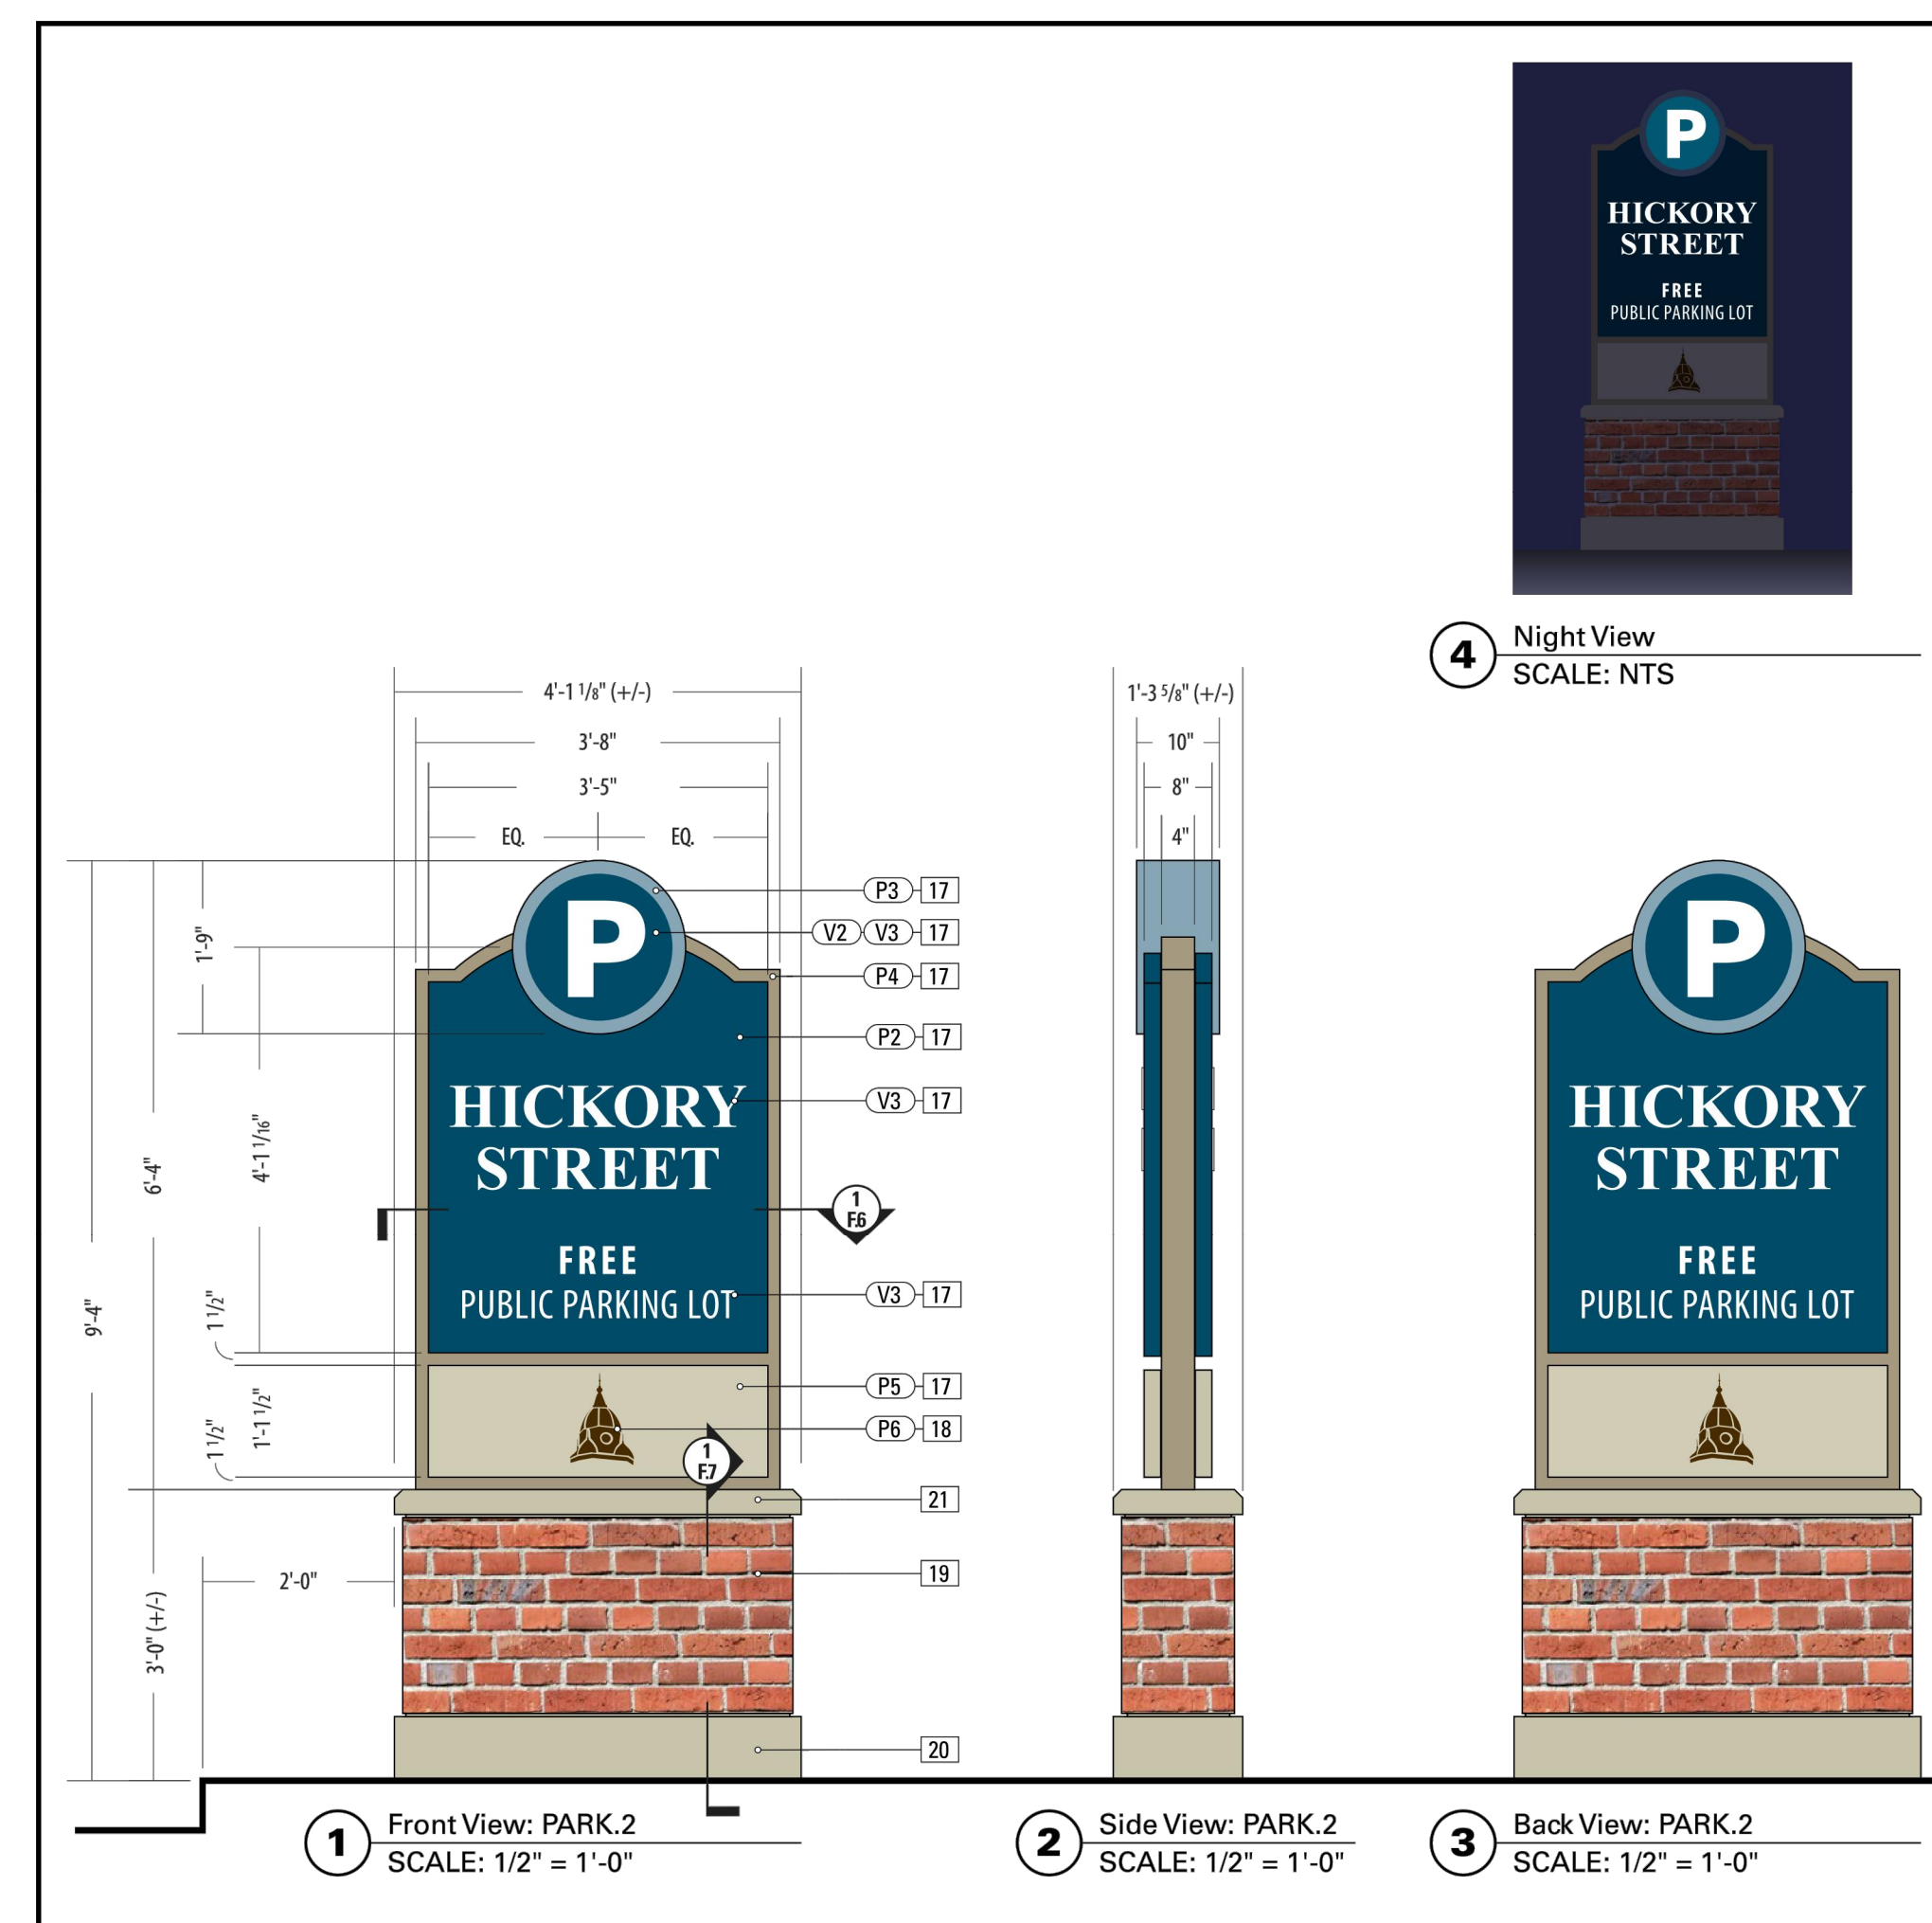 P
HICKORY
STREET
FREE
PUBLIC PARKING LOT
4
Night View
SCALE: NTS
4'-1 1/8" (+/-)
3'-8"
3'-5"
EQ.
EQ.
1'-9"
6'-4"
4'-1 1/16"
9'-4"
1 1/2"
1'-1 1/2"
1 1/2"
3'-0" (+/-)
2'-0"
P
HICKORY
STREET
FREE
PUBLIC PARKING LOT
P3 17
V2 V3 17
P4 17
P2 17
V3 17
1
F.6
V3 17
P5 17
P6 18
1
F.7
21
19
20
1'-3 5/8" (+/-)
10"
8"
4"
P
HICKORY
STREET
FREE
PUBLIC PARKING LOT
1
Front View: PARK.2
SCALE: 1/2" = 1'-0"
2
Side View: PARK.2
SCALE: 1/2" = 1'-0"
3
Back View: PARK.2
SCALE: 1/2" = 1'-0"